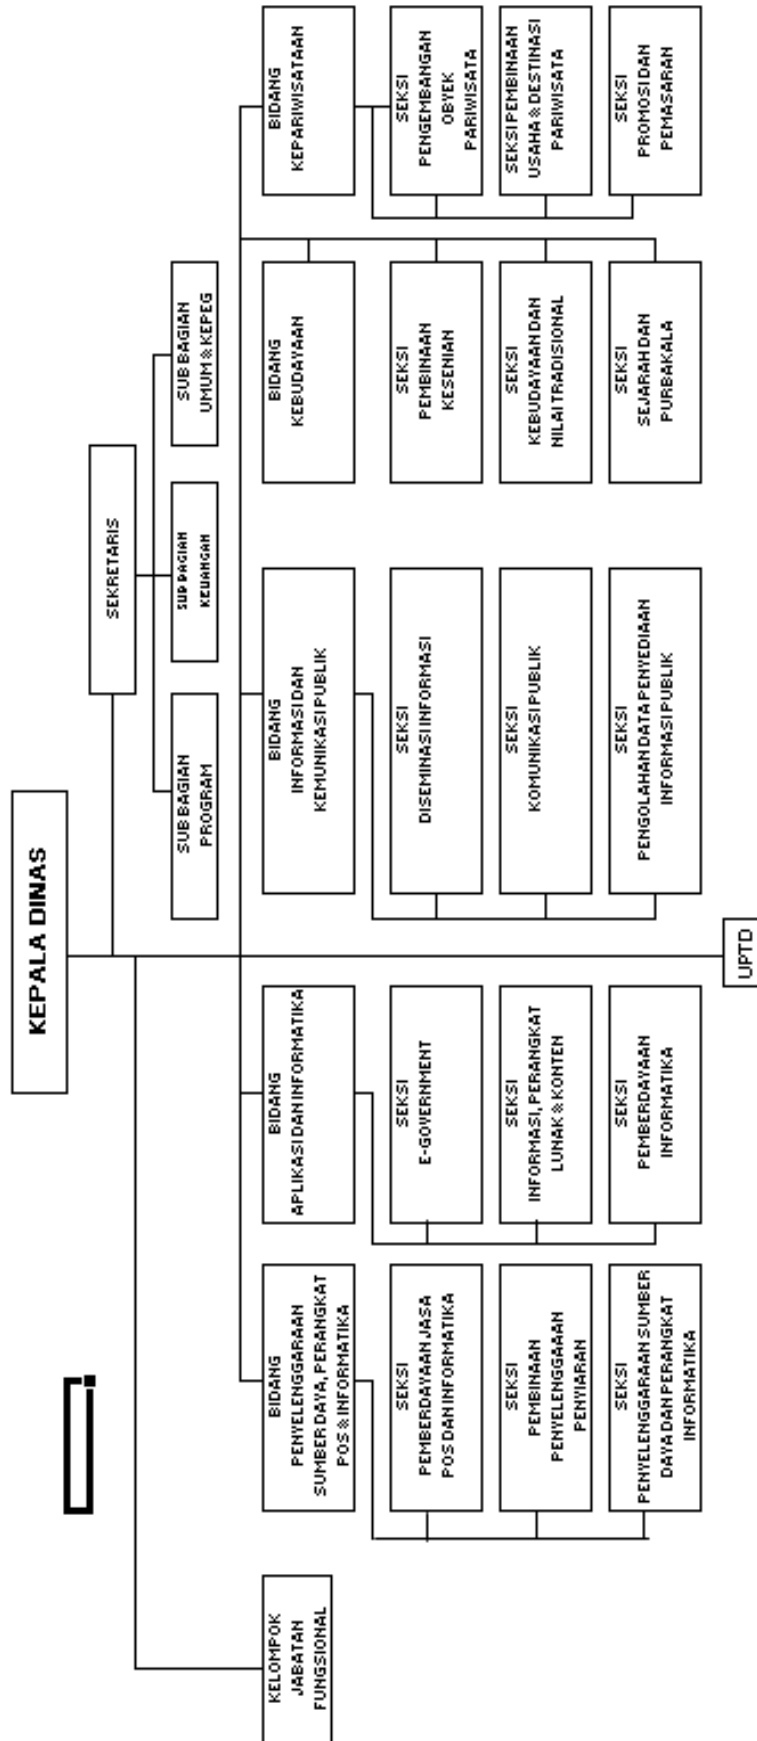 KEPALA DINAS
SEKRETARIS
SUB BAGIAN
PROGRAM
SUB BAGIAN
KEUANGAN
SUB BAGIAN
UMUM & KEPEG
KELOMPOK
JABATAN
FUNGSIONAL
BIDANG
PENYELENGGARAAN
SUMBER DAYA, PERANGKAT
POS & INFORMATIKA
BIDANG
APLIKASI DAN INFORMATIKA
BIDANG
INFORMASI DAN
KEMUNIKASI PUBLIK
BIDANG
KEBUDAYAAN
BIDANG
KEPARIWISATAAN
SEKSI
PEMBERDAYAAN JASA
POS DAN INFORMATIKA
SEKSI
E-GOVERNMENT
SEKSI
DISEMINASI INFORMASI
SEKSI
PEMBINAAN
KESENIAN
SEKSI
PENGEMBANGAN
OBYEK
PARIWISATA
SEKSI
PEMBINAAN
PENYELENGGAAAN
PENYIARAN
SEKSI
INFORMASI, PERANGKAT
LUNAK & KONTEN
SEKSI
KOMUNIKASI PUBLIK
SEKSI
KEBUDAYAAN DAN
NILAI TRADISIONAL
SEKSI PEMBINAAN
USAHA & DESTINASI
PARIWISATA
SEKSI
PENYELENGGARAAN SUMBER
DAYA DAN PERANGKAT
INFORMATIKA
SEKSI
PEMBERDAYAAN
INFORMATIKA
SEKSI
PENGOLAHAN DATA PENYEDIAAN
INFORMASI PUBLIK
SEKSI
SEJARAH DAN
PURBAKALA
SEKSI
PROMOSI DAN
PEMASARAN
UPTD